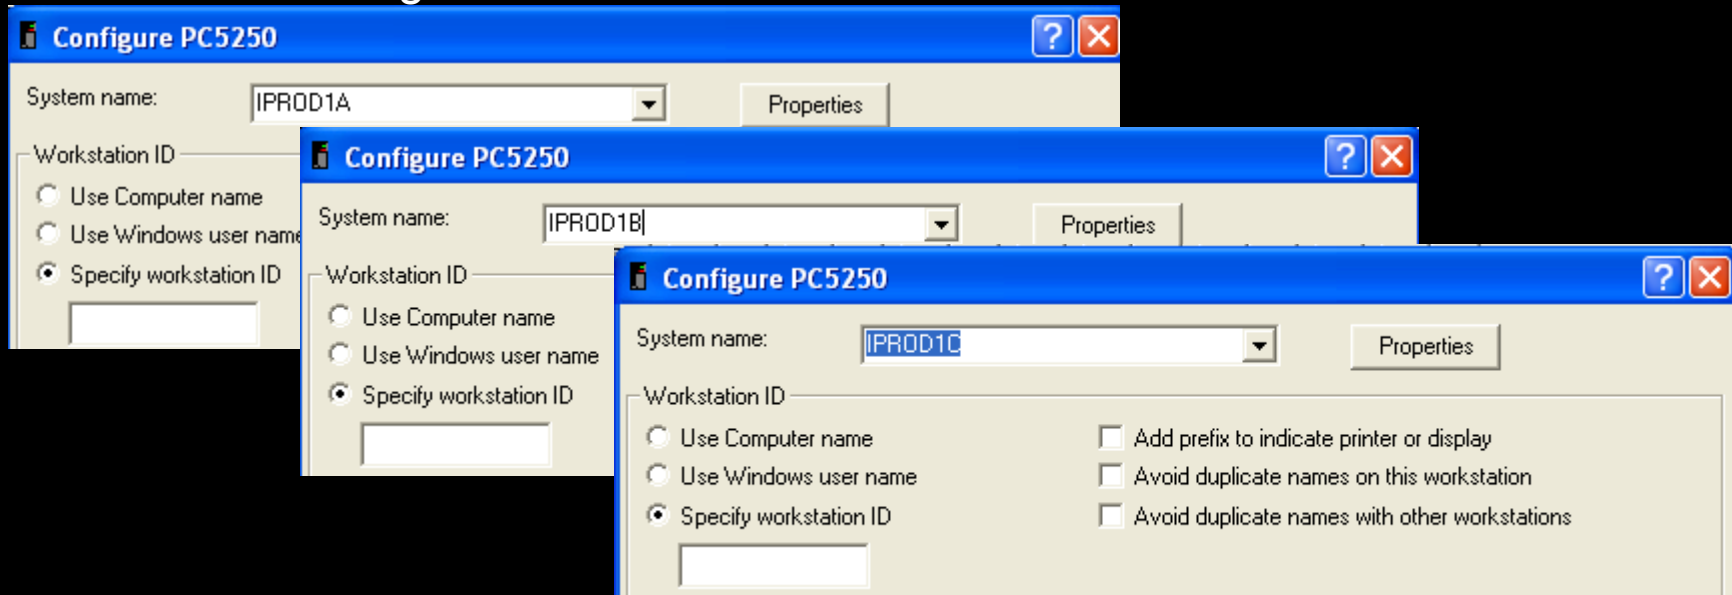 Configure PC5250
System name: IPROD1A Properties
Workstation ID
Use Computer name
Use Windows user name
Specify workstation ID
Configure PC5250
System name: IPROD1B Properties
Workstation ID
Use Computer name
Use Windows user name
Specify workstation ID
Configure PC5250
System name: IPROD1C Properties
Workstation ID
Use Computer name Add prefix to indicate printer or display
Use Windows user name Avoid duplicate names on this workstation
Specify workstation ID Avoid duplicate names with other workstations